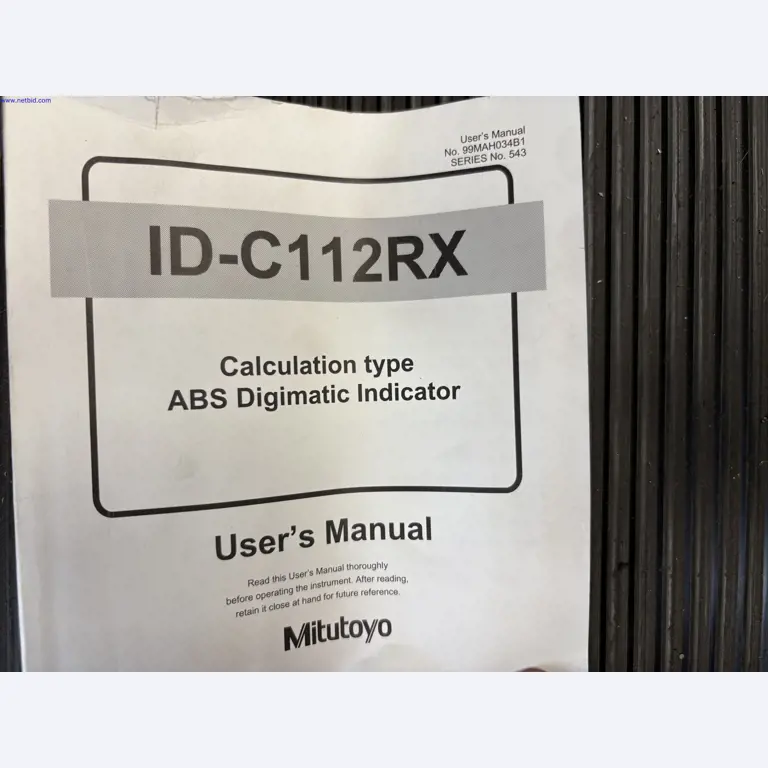 www.netbid.com
User's Manual
No. 99MAH034B1
SERIES No. 543
ID-C112RX
Calculation type
ABS Digimatic Indicator
User's Manual
Read this User's Manual thoroughly
before operating the instrument. After reading,
retain it close at hand for future reference.
Mitutoyo